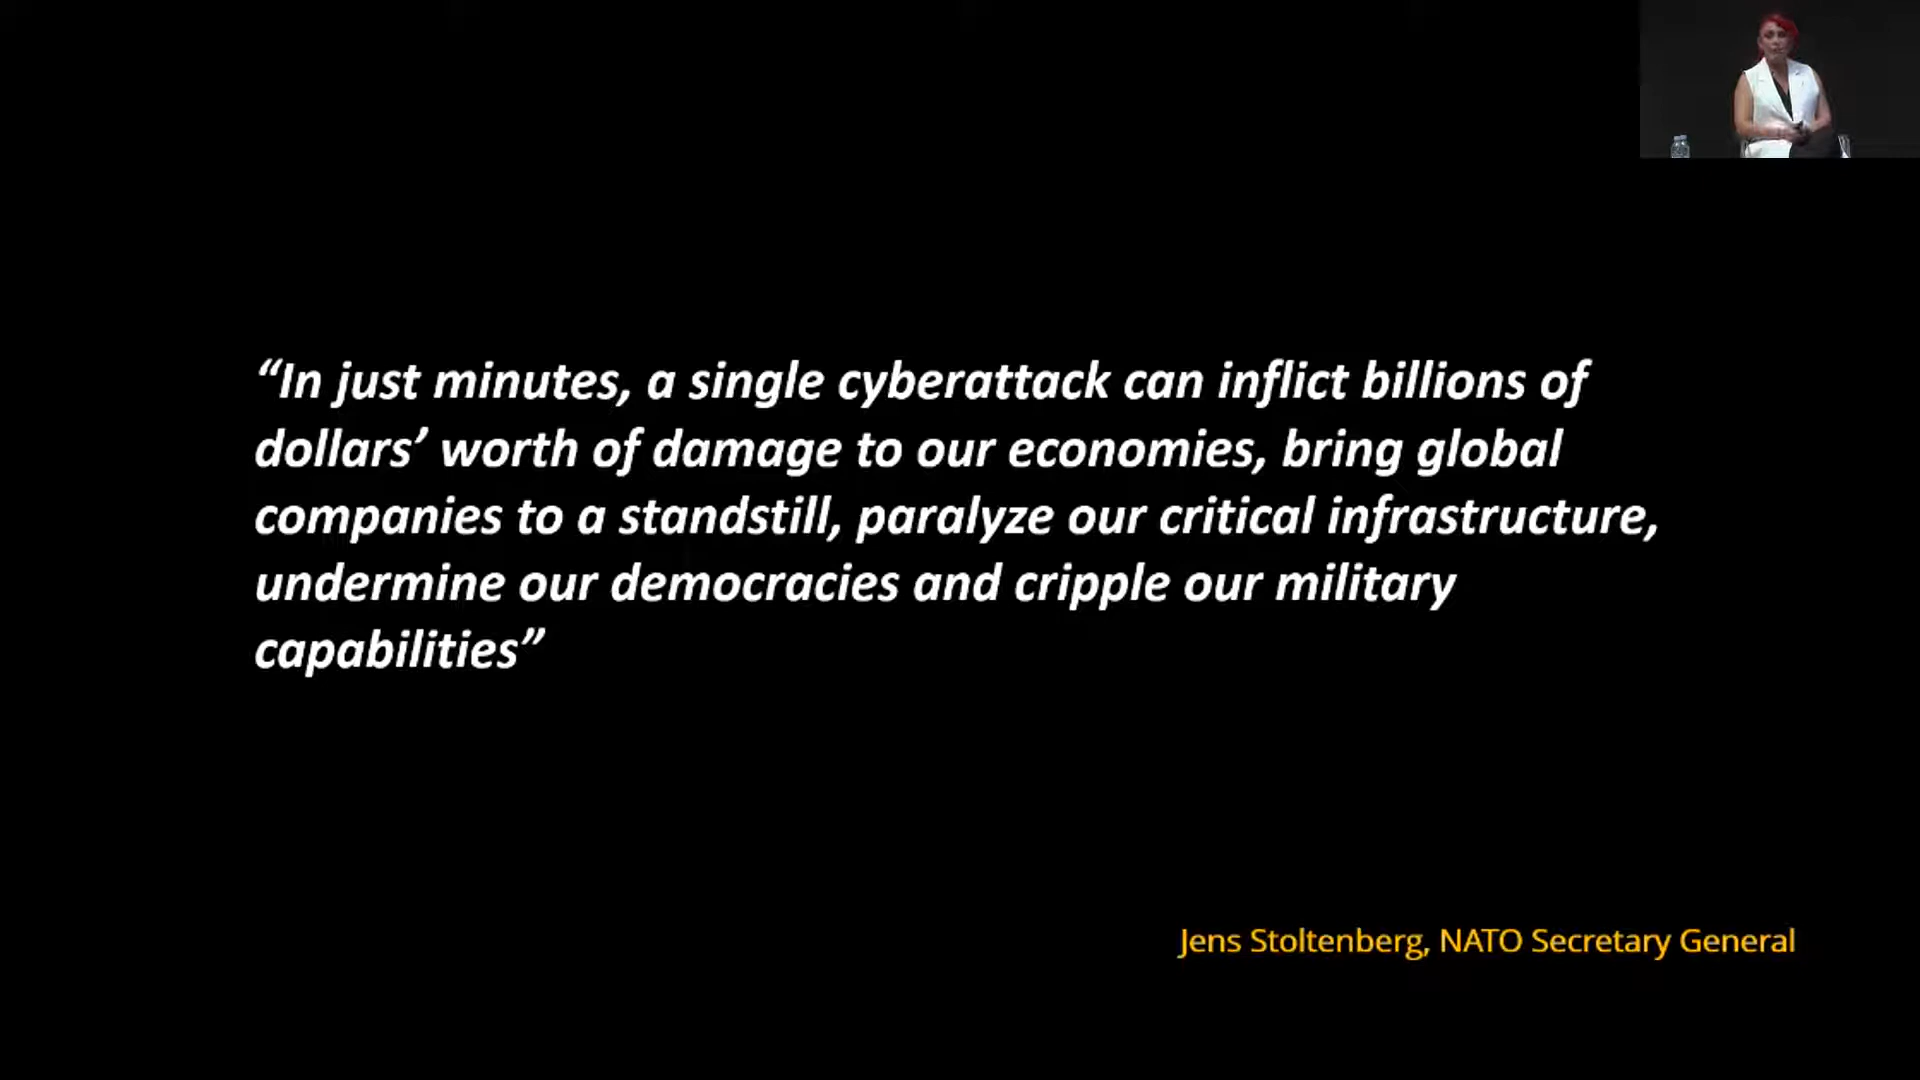 “In just minutes, a single cyberattack can inflict billions of
dollars’ worth of damage to our economies, bring global
companies to a standstill, paralyze our critical infrastructure,
undermine our democracies and cripple our military
capabilities”
Jens Stoltenberg, NATO Secretary General